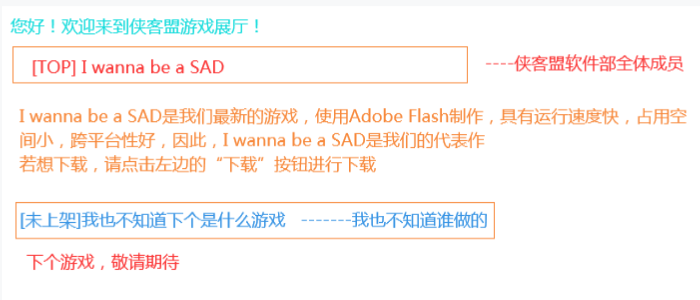 您好！欢迎来到侠客盟游戏展厅！
[TOP] I wanna be a SAD ----侠客盟软件部全体成员
I wanna be a SAD是我们最新的游戏，使用Adobe Flash制作，具有运行速度快，占用空
间小，跨平台性好，因此，I wanna be a SAD是我们的代表作
若想下载，请点击左边的“下载”按钮进行下载
[未上架]我也不知道下个是什么游戏 -------我也不知道谁做的
下个游戏，敬请期待